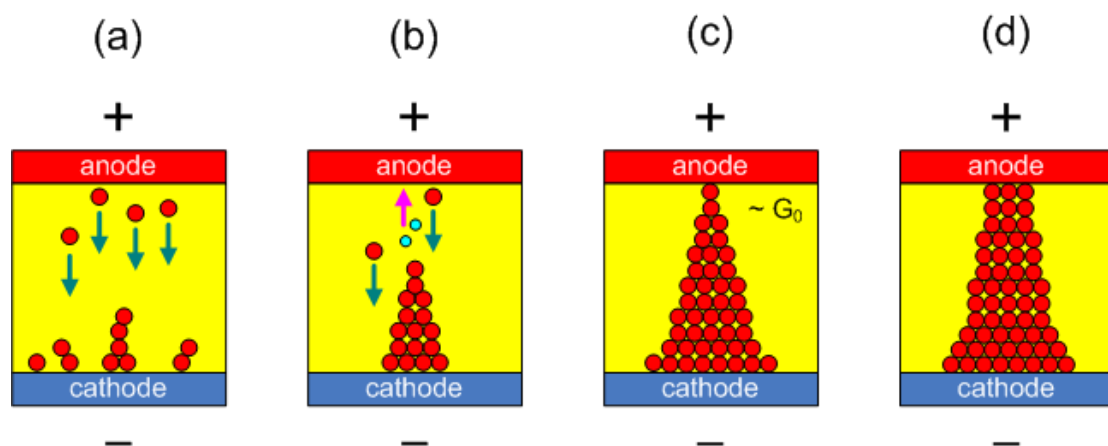 (a) (b) (c) (d)
+ + + +
anode anode anode anode
~ G₀
cathode cathode cathode cathode
− − − −